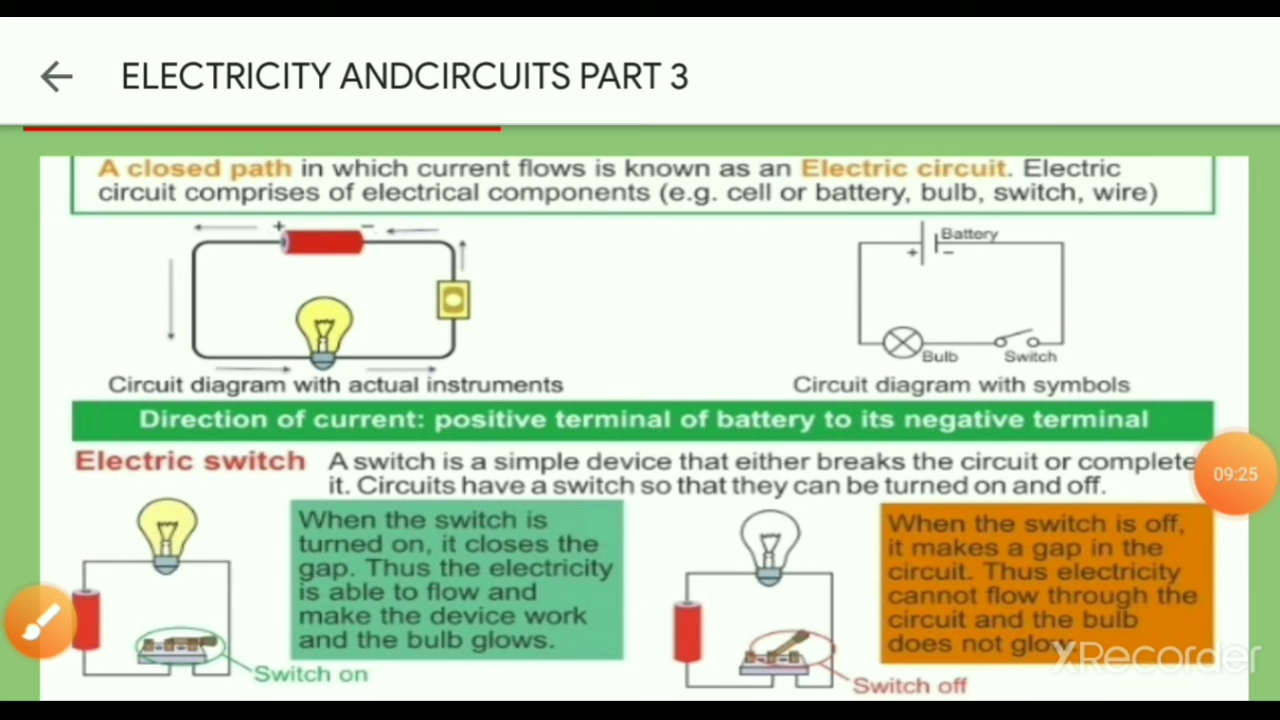 ELECTRICITY ANDCIRCUITS PART 3
A closed path in which current flows is known as an Electric circuit. Electric
circuit comprises of electrical components (e.g. cell or battery, bulb, switch, wire)
+ −
Battery
+ −
Bulb Switch
Circuit diagram with actual instruments
Circuit diagram with symbols
Direction of current: positive terminal of battery to its negative terminal
Electric switch A switch is a simple device that either breaks the circuit or complete
it. Circuits have a switch so that they can be turned on and off.
09:25
When the switch is
turned on, it closes the
gap. Thus the electricity
is able to flow and
make the device work
and the bulb glows.
Switch on
When the switch is off,
it makes a gap in the
circuit. Thus electricity
cannot flow through the
circuit and the bulb
does not glow
Switch off
XRecorder